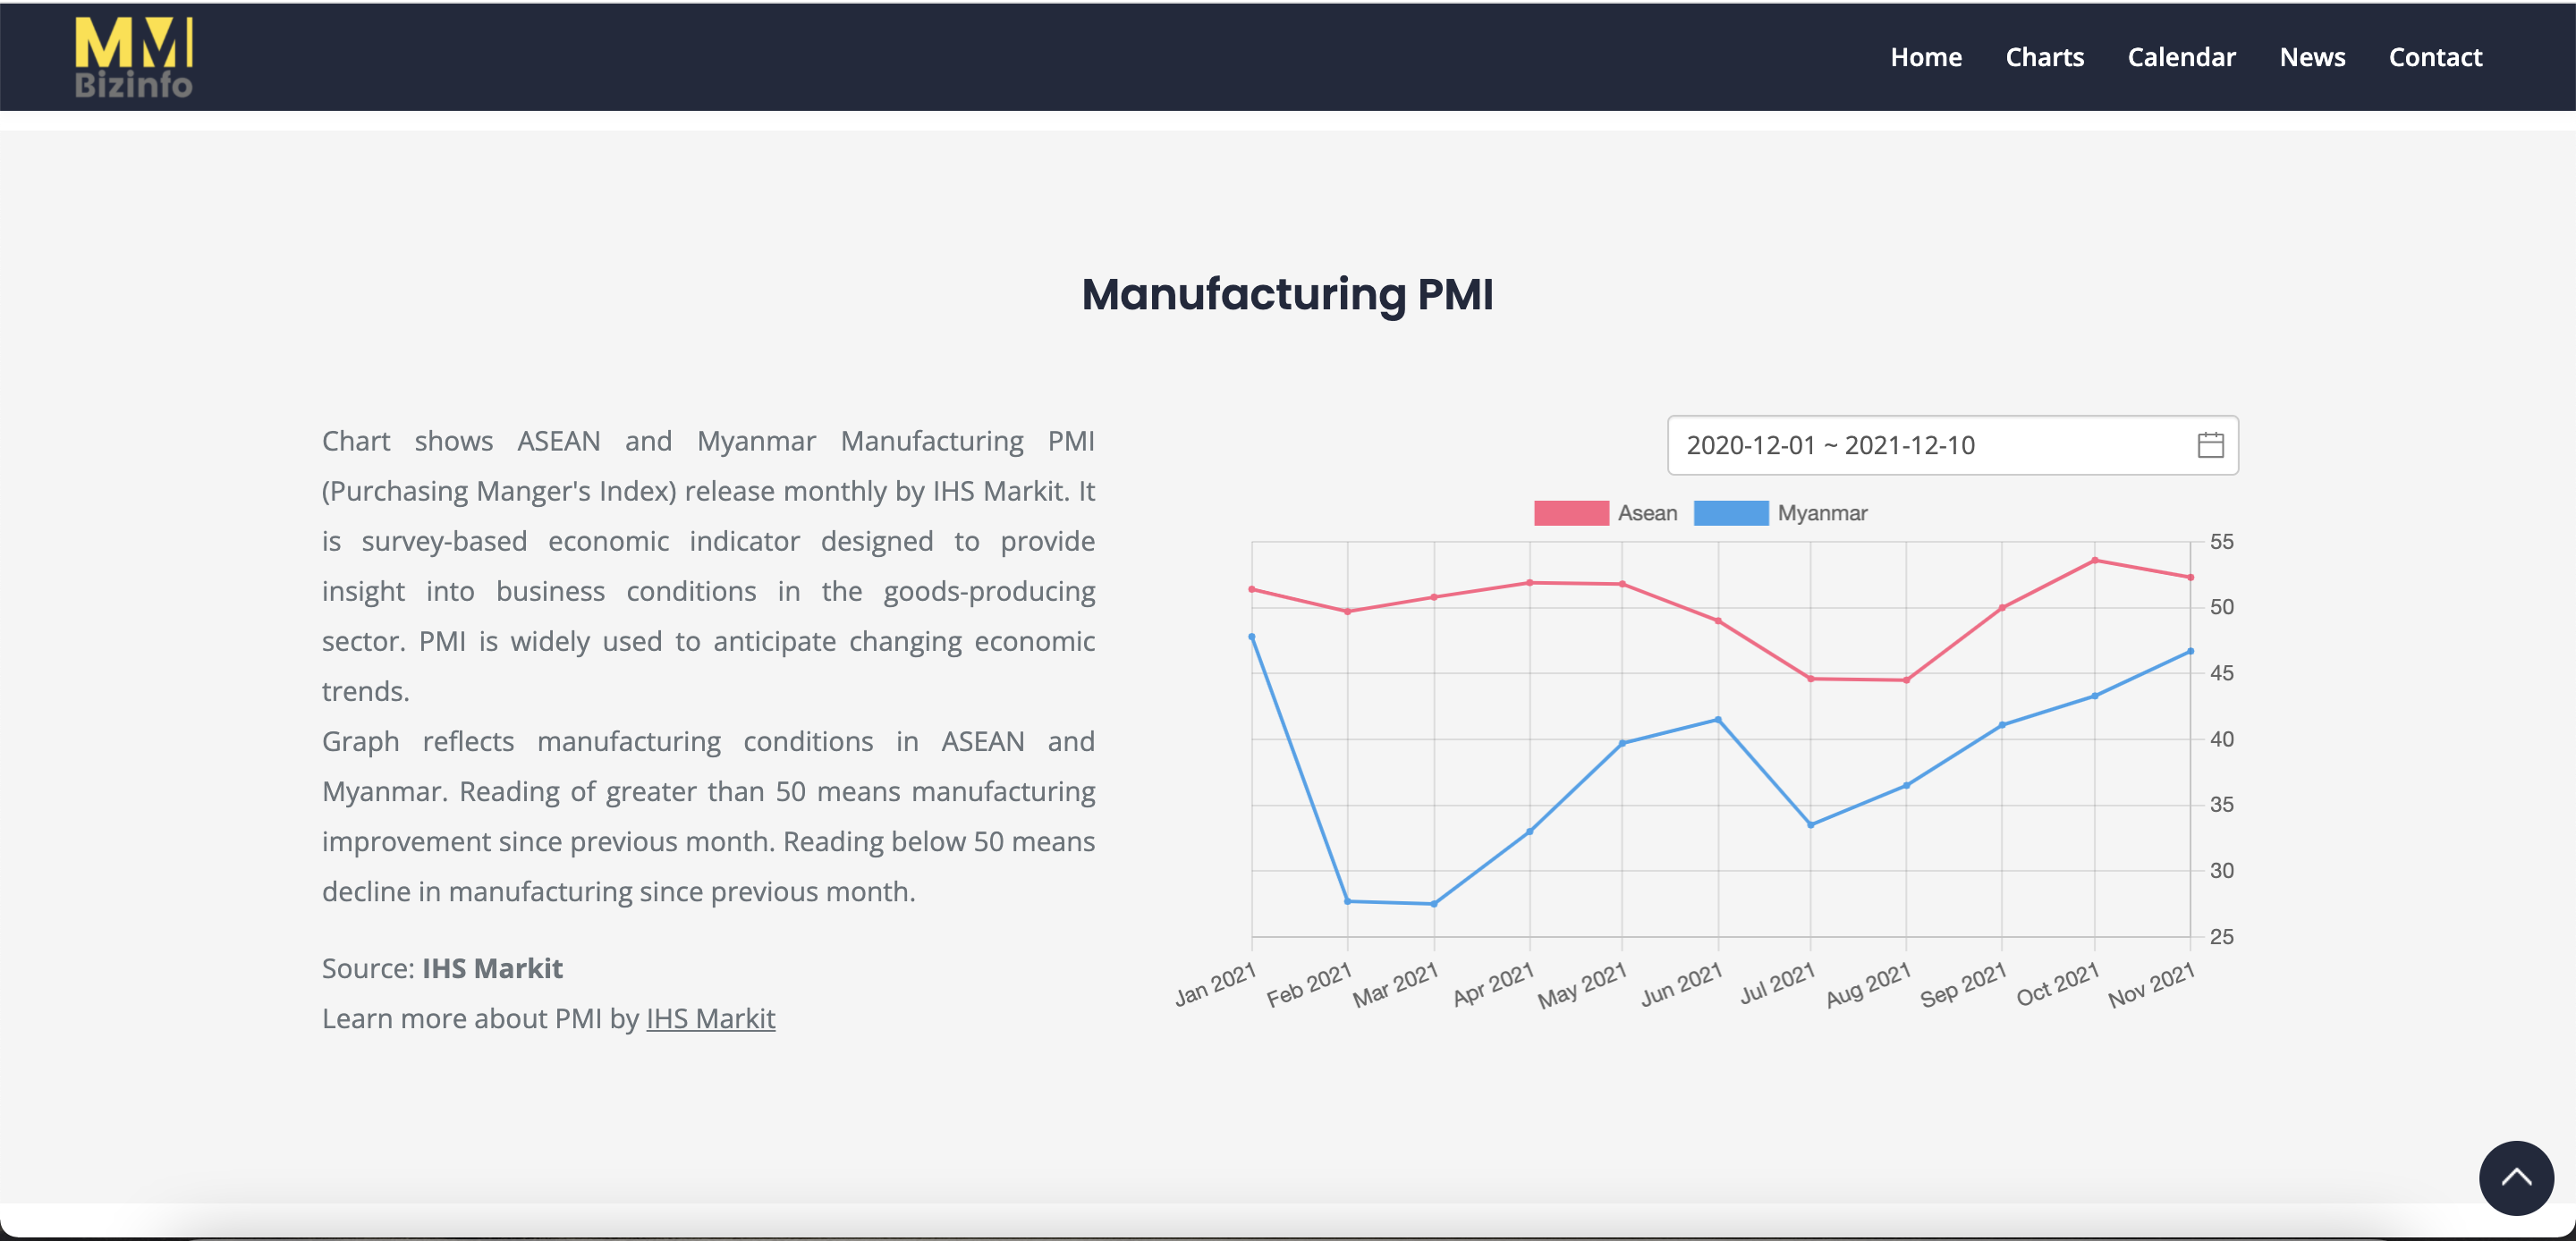 MM
Bizinfo
Home Charts Calendar News Contact
Manufacturing PMI
Chart shows ASEAN and Myanmar Manufacturing PMI
(Purchasing Manger's Index) release monthly by IHS Markit. It
is survey-based economic indicator designed to provide
insight into business conditions in the goods-producing
sector. PMI is widely used to anticipate changing economic
trends.
Graph reflects manufacturing conditions in ASEAN and
Myanmar. Reading of greater than 50 means manufacturing
improvement since previous month. Reading below 50 means
decline in manufacturing since previous month.
Source: IHS Markit
Learn more about PMI by IHS Markit
2020-12-01 ~ 2021-12-10
Asean Myanmar
55
50
45
40
35
30
25
Jan 2021 Feb 2021 Mar 2021 Apr 2021 May 2021 Jun 2021 Jul 2021 Aug 2021 Sep 2021 Oct 2021 Nov 2021